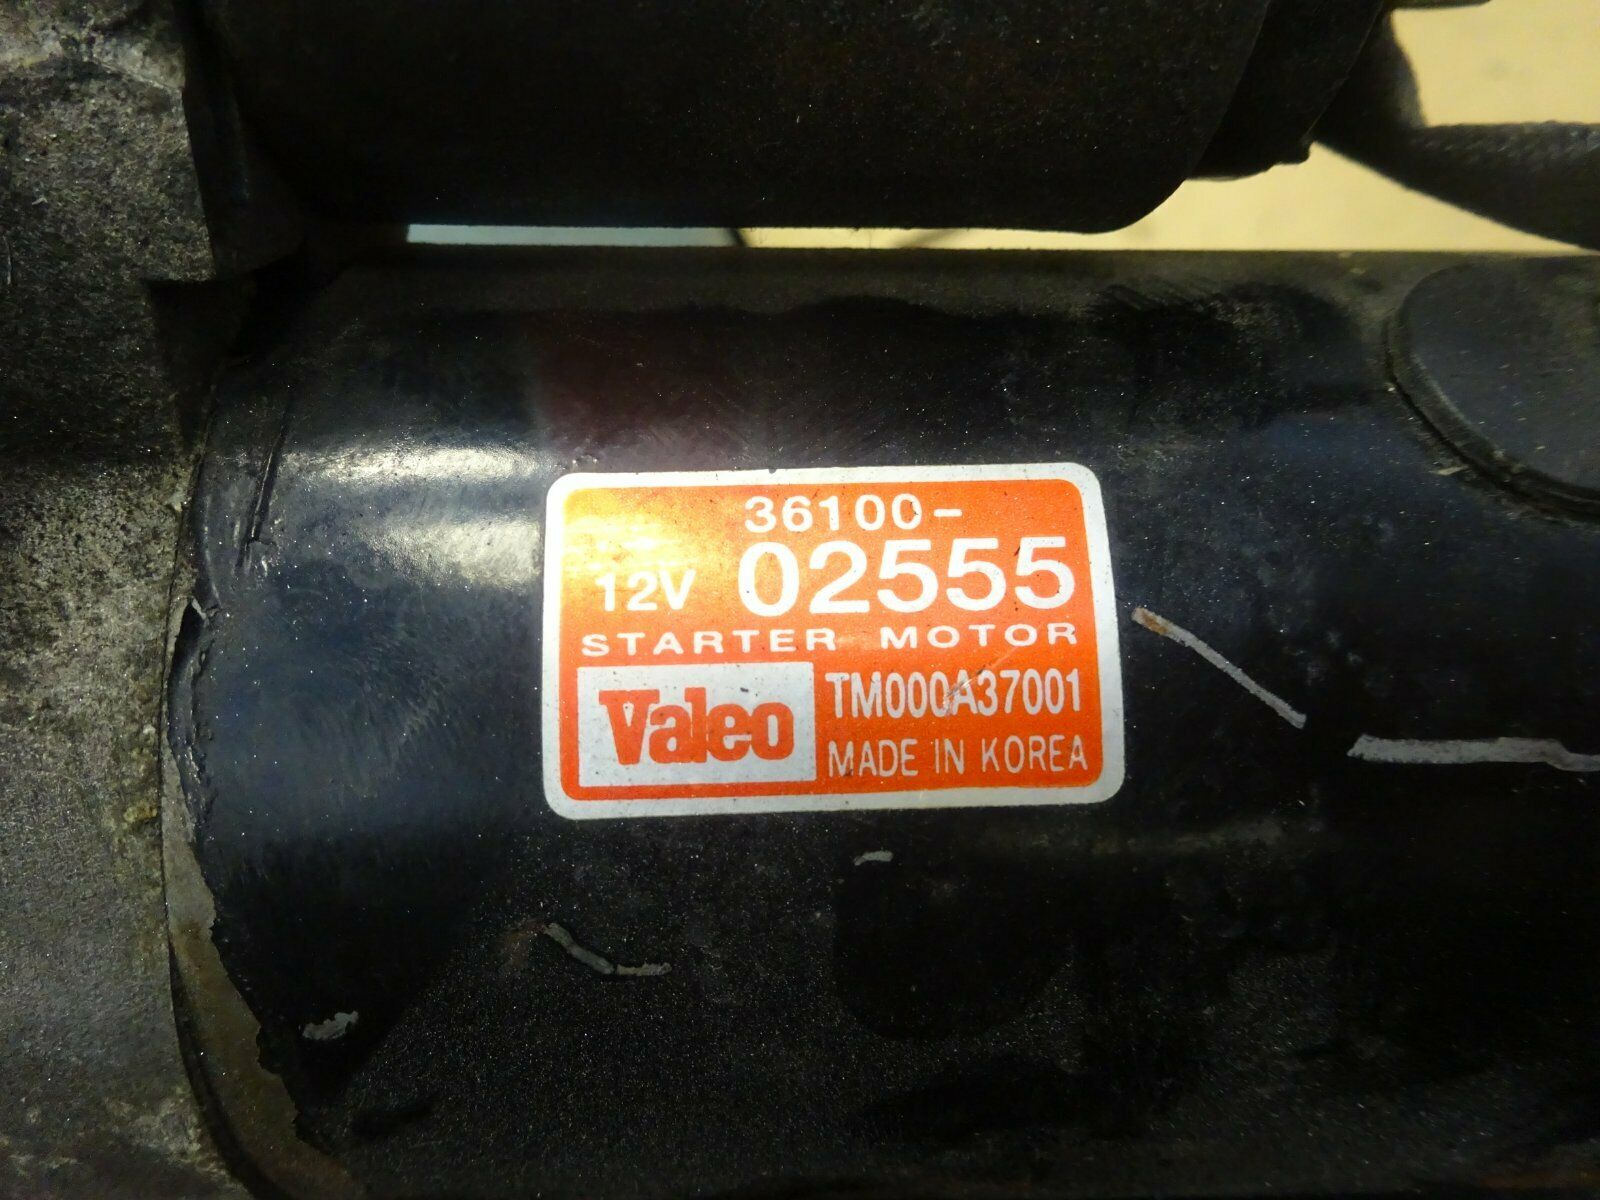 36100-
12V 02555
STARTER MOTOR
Valeo TM000A37001
MADE IN KOREA